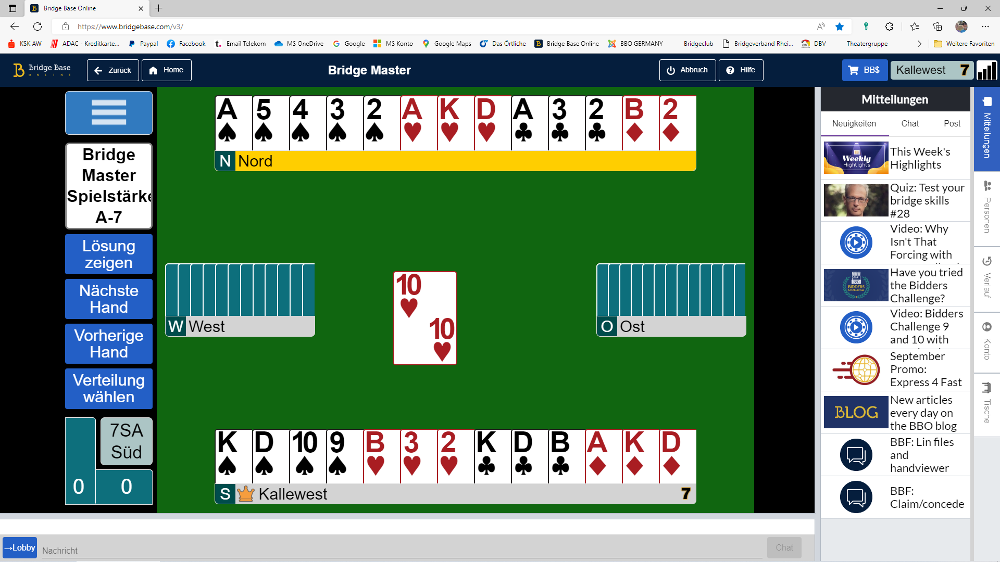 Bridge Base Online
https://www.bridgebase.com/v3/
KSK AW
ADAC - Kreditkarte...
Paypal
Facebook
Email Telekom
MS OneDrive
Google
MS Konto
Google Maps
Das Örtliche
Bridge Base Online
BBO GERMANY
Bridgeclub
Bridgeverband Rhei...
DBV
Theatergruppe
Weitere Favoriten
Bridge Base
ONLINE
Zurück
Home
Bridge Master
Abbruch
Hilfe
BB$
Kallewest 7
Bridge
Master
Spielstärke
A-7
Lösung
zeigen
Nächste
Hand
Vorherige
Hand
Verteilung
wählen
7SA
Süd
0
0
A 5 4 3 2 A K D A 3 2 B 2
N Nord
W West
10
10
O Ost
K D 10 9 B 3 2 K D B A K D
S Kallewest 7
→Lobby
Nachricht
Chat
Mitteilungen
Neuigkeiten
Chat
Post
Weekly
Highlights
This Week's
Highlights
Quiz: Test your
bridge skills
#28
Video: Why
Isn't That
Forcing with
BIDDERS
CHALLENGE
Have you tried
the Bidders
Challenge?
Video: Bidders
Challenge 9
and 10 with
September
Promo:
Express 4 Fast
BLOG
New articles
every day on
the BBO blog
BBF: Lin files
and
handviewer
BBF:
Claim/concede
Mitteilungen
Personen
Verlauf
Konto
Tische